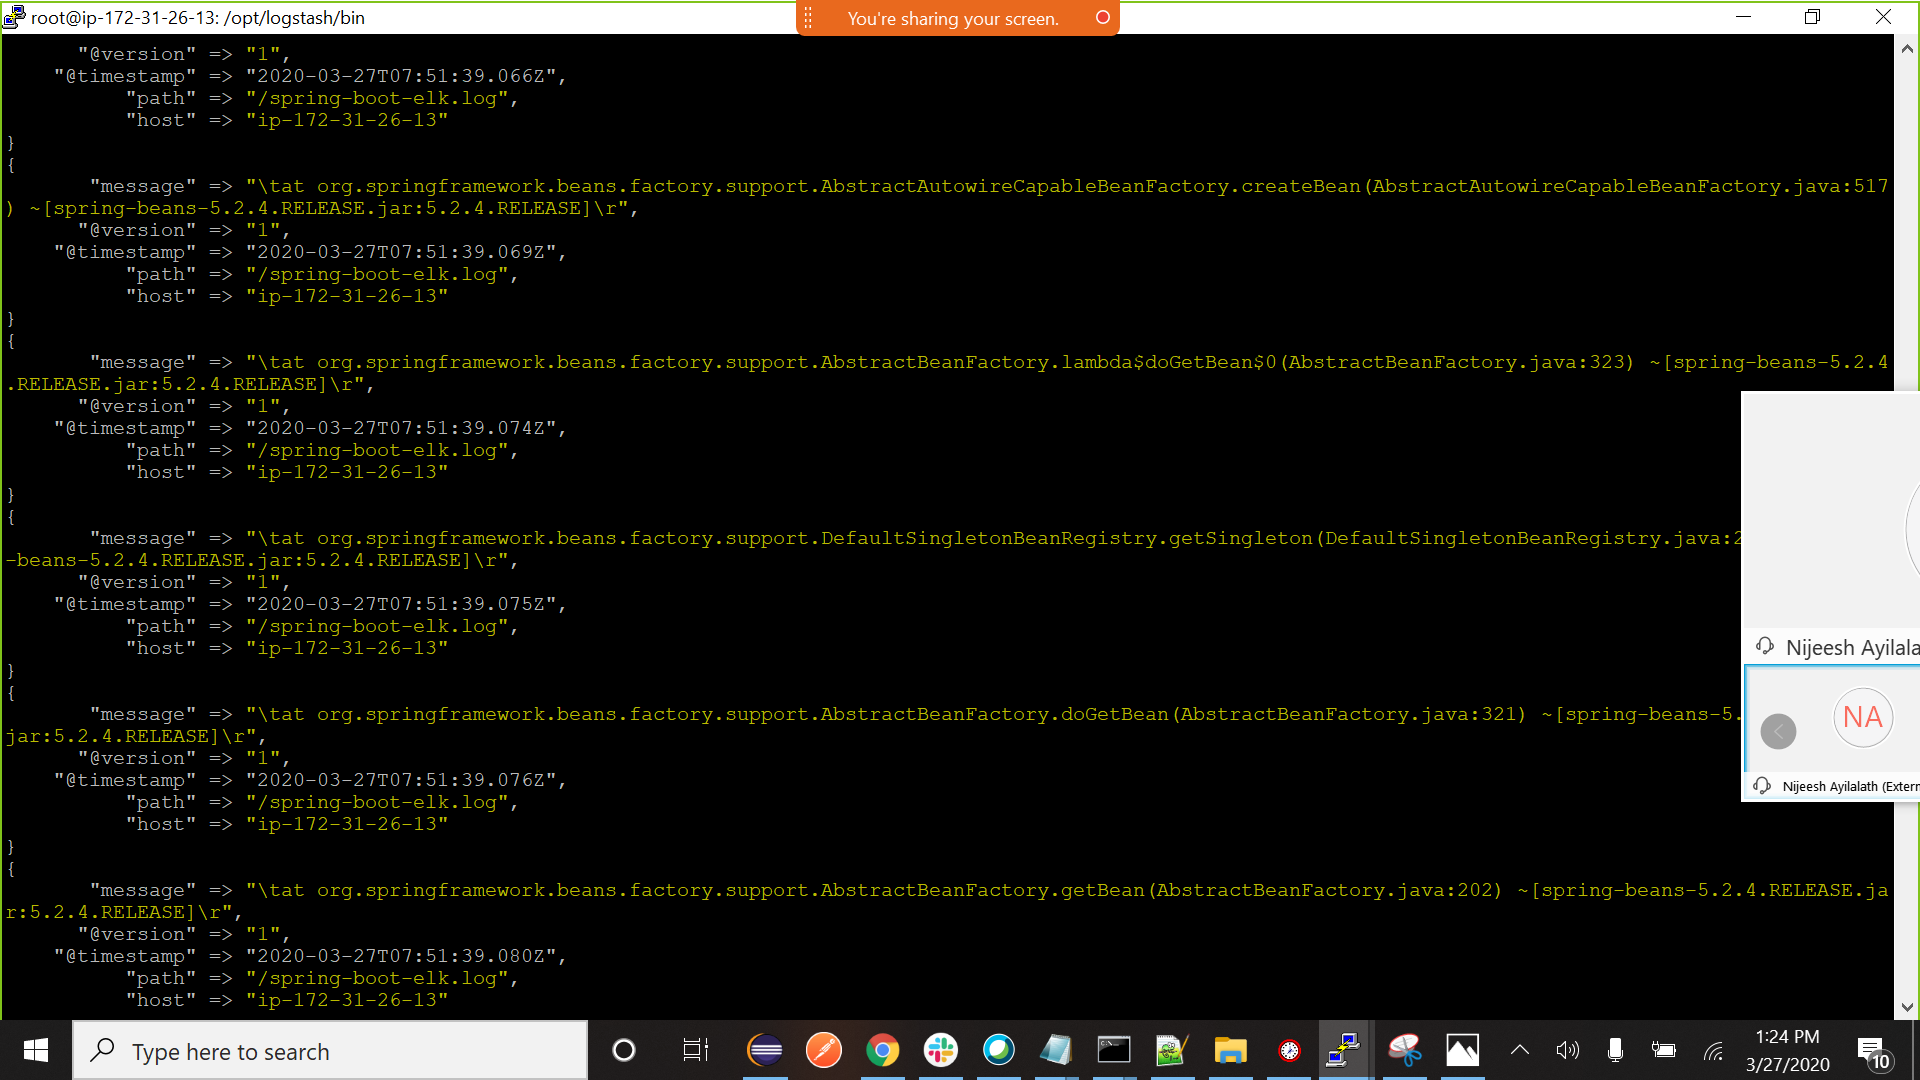 root@ip-172-31-26-13: /opt/logstash/bin
You're sharing your screen.
"@version" => "1",
"@timestamp" => "2020-03-27T07:51:39.066Z",
"path" => "/spring-boot-elk.log",
"host" => "ip-172-31-26-13"
}
{
"message" => "\tat org.springframework.beans.factory.support.AbstractAutowireCapableBeanFactory.createBean(AbstractAutowireCapableBeanFactory.java:517
) ~[spring-beans-5.2.4.RELEASE.jar:5.2.4.RELEASE]\r",
"@version" => "1",
"@timestamp" => "2020-03-27T07:51:39.069Z",
"path" => "/spring-boot-elk.log",
"host" => "ip-172-31-26-13"
}
{
"message" => "\tat org.springframework.beans.factory.support.AbstractBeanFactory.lambda$doGetBean$0(AbstractBeanFactory.java:323) ~[spring-beans-5.2.4
.RELEASE.jar:5.2.4.RELEASE]\r",
"@version" => "1",
"@timestamp" => "2020-03-27T07:51:39.074Z",
"path" => "/spring-boot-elk.log",
"host" => "ip-172-31-26-13"
}
{
"message" => "\tat org.springframework.beans.factory.support.DefaultSingletonBeanRegistry.getSingleton(DefaultSingletonBeanRegistry.java:2
-beans-5.2.4.RELEASE.jar:5.2.4.RELEASE]\r",
"@version" => "1",
"@timestamp" => "2020-03-27T07:51:39.075Z",
"path" => "/spring-boot-elk.log",
"host" => "ip-172-31-26-13"
}
{
"message" => "\tat org.springframework.beans.factory.support.AbstractBeanFactory.doGetBean(AbstractBeanFactory.java:321) ~[spring-beans-5.
jar:5.2.4.RELEASE]\r",
"@version" => "1",
"@timestamp" => "2020-03-27T07:51:39.076Z",
"path" => "/spring-boot-elk.log",
"host" => "ip-172-31-26-13"
}
{
"message" => "\tat org.springframework.beans.factory.support.AbstractBeanFactory.getBean(AbstractBeanFactory.java:202) ~[spring-beans-5.2.4.RELEASE.ja
r:5.2.4.RELEASE]\r",
"@version" => "1",
"@timestamp" => "2020-03-27T07:51:39.080Z",
"path" => "/spring-boot-elk.log",
"host" => "ip-172-31-26-13"
Nijeesh Ayilala
NA
Nijeesh Ayilalath (Extern
Type here to search
1:24 PM
3/27/2020
10